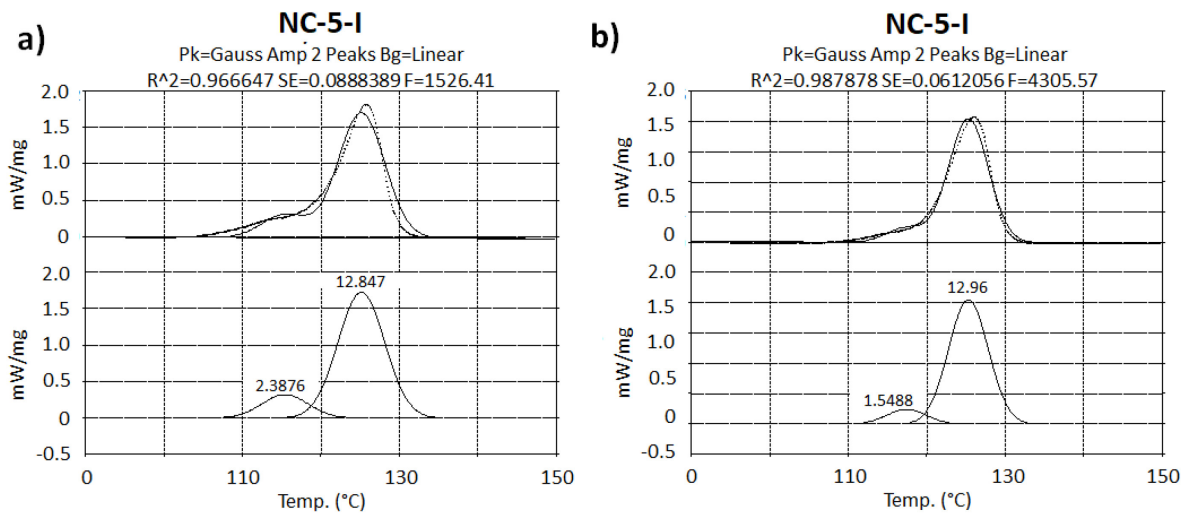 a)
NC-5-I
Pk=Gauss Amp 2 Peaks Bg=Linear
R^2=0.966647 SE=0.0888389 F=1526.41
mW/mg
2.0
1.5
1.0
0.5
0
mW/mg
2.0
1.5
1.0
0.5
0
-0.5
12.847
2.3876
0 110 130 150
Temp. (°C)
b)
NC-5-I
Pk=Gauss Amp 2 Peaks Bg=Linear
R^2=0.987878 SE=0.0612056 F=4305.57
mW/mg
2.0
1.5
1.0
0.5
0
mW/mg
2.0
1.5
1.0
0.5
0
-0.5
12.96
1.5488
0 110 130 150
Temp. (°C)